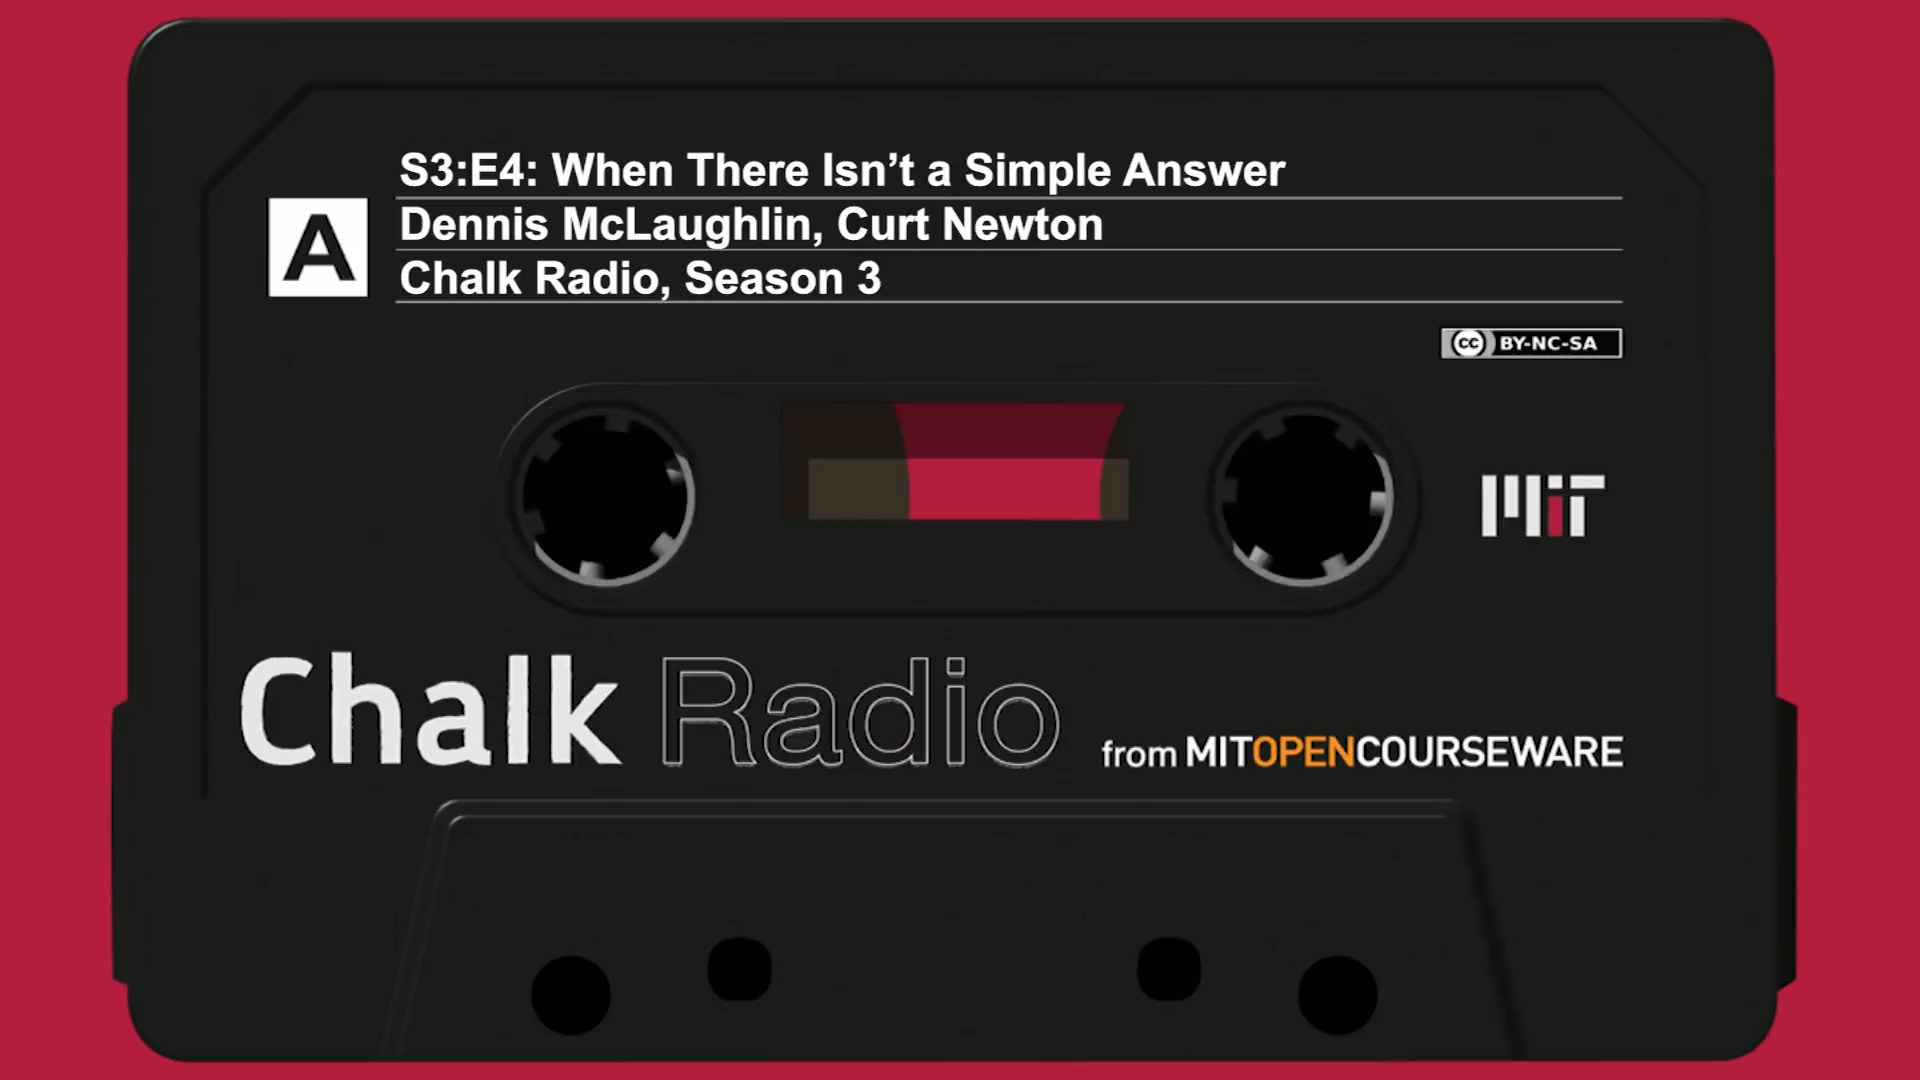 S3:E4: When There Isn’t a Simple Answer
A
Dennis McLaughlin, Curt Newton
Chalk Radio, Season 3
cc BY-NC-SA
MIT
Chalk Radio
from MITOPENCOURSEWARE